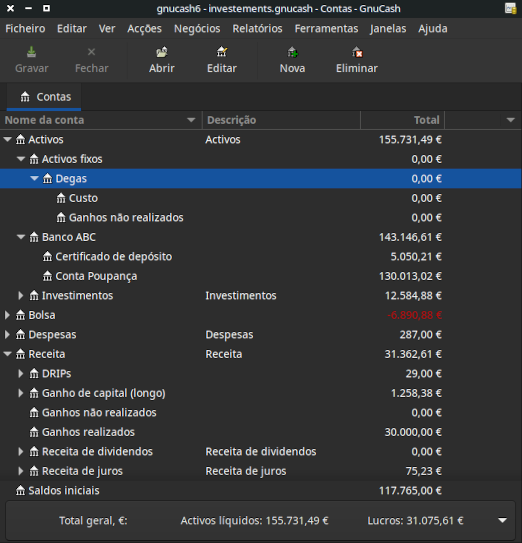 gnucash6 - investements.gnucash - Contas - GnuCash
Ficheiro Editar Ver Acções Negócios Relatórios Ferramentas Janelas Ajuda
Gravar Fechar Abrir Editar Nova Eliminar
Contas
Nome da conta Descrição Total
Activos Activos 155.731,49 €
Activos fixos 0,00 €
Degas 0,00 €
Custo 0,00 €
Ganhos não realizados 0,00 €
Banco ABC 143.146,61 €
Certificado de depósito 5.050,21 €
Conta Poupança 130.013,02 €
Investimentos Investimentos 12.584,88 €
Bolsa -6.890,88 €
Despesas Despesas 287,00 €
Receita Receita 31.362,61 €
DRIPs 29,00 €
Ganho de capital (longo) 1.258,38 €
Ganhos não realizados 0,00 €
Ganhos realizados 30.000,00 €
Receita de dividendos Receita de dividendos 0,00 €
Receita de juros Receita de juros 75,23 €
Saldos iniciais 117.765,00 €
Total geral, €: Activos líquidos: 155.731,49 € Lucros: 31.075,61 €